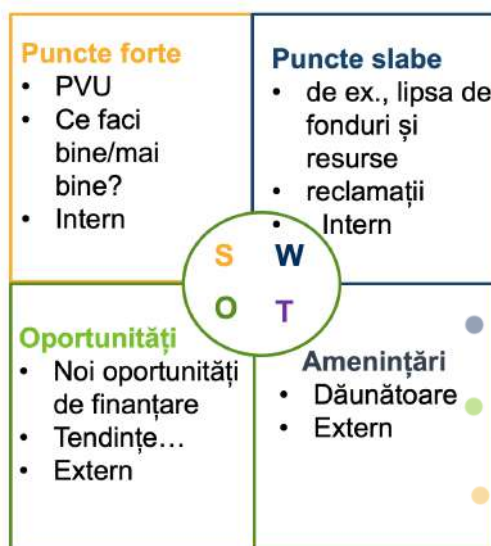 Puncte forte
• PVU
• Ce faci
bine/mai
bine?
• Intern
Puncte slabe
• de ex., lipsa de
fonduri și
resurse
• reclamații
• Intern
S W
O T
Oportunități
• Noi oportunități
de finanțare
• Tendințe...
• Extern
Amenințări
• Dăunătoare
• Extern